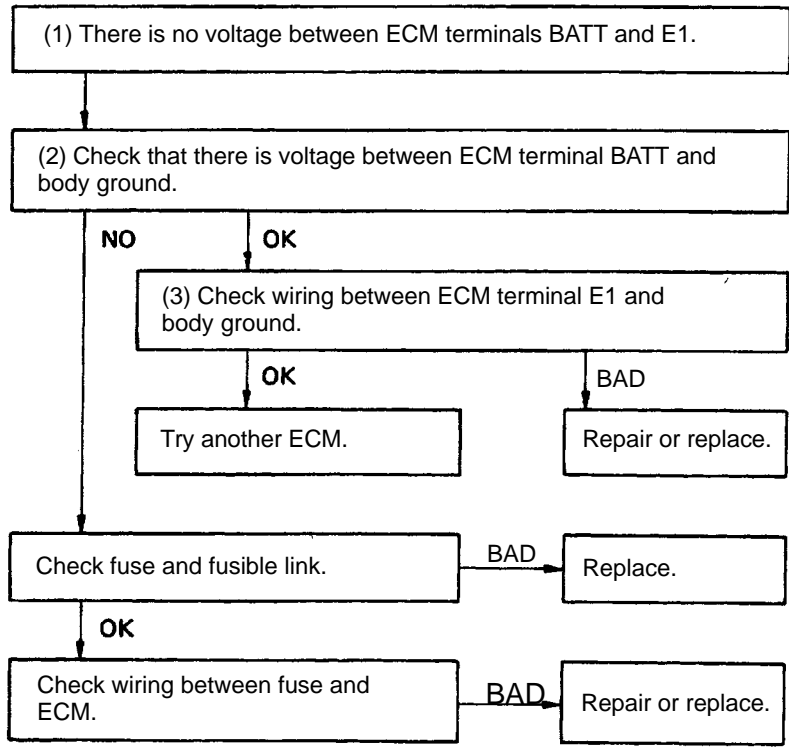 (1) There is no voltage between ECM terminals BATT and E1.
(2) Check that there is voltage between ECM terminal BATT and
body ground.
NO
OK
(3) Check wiring between ECM terminal E1 and
body ground.
OK
BAD
Try another ECM.
Repair or replace.
Check fuse and fusible link.
BAD
Replace.
OK
Check wiring between fuse and
ECM.
BAD
Repair or replace.